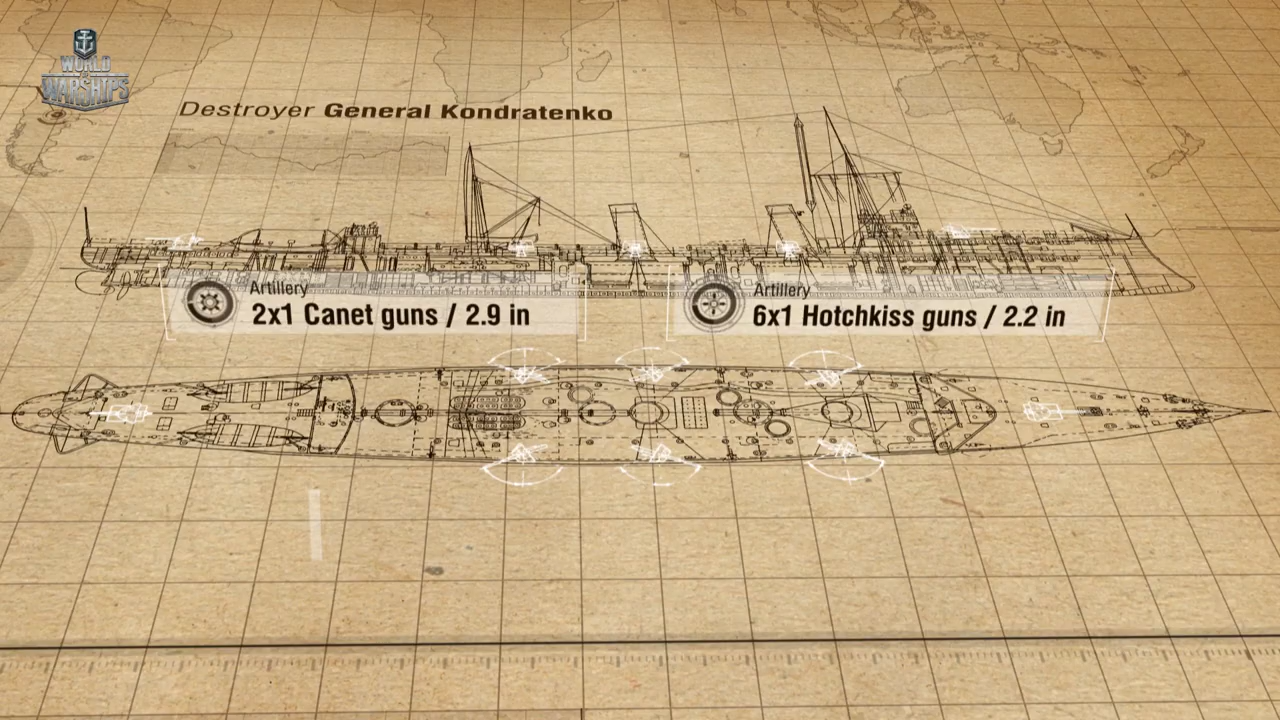 WORLD
OF
WARSHIPS
Destroyer General Kondratenko
Artillery
2x1 Canet guns / 2.9 in
Artillery
6x1 Hotchkiss guns / 2.2 in